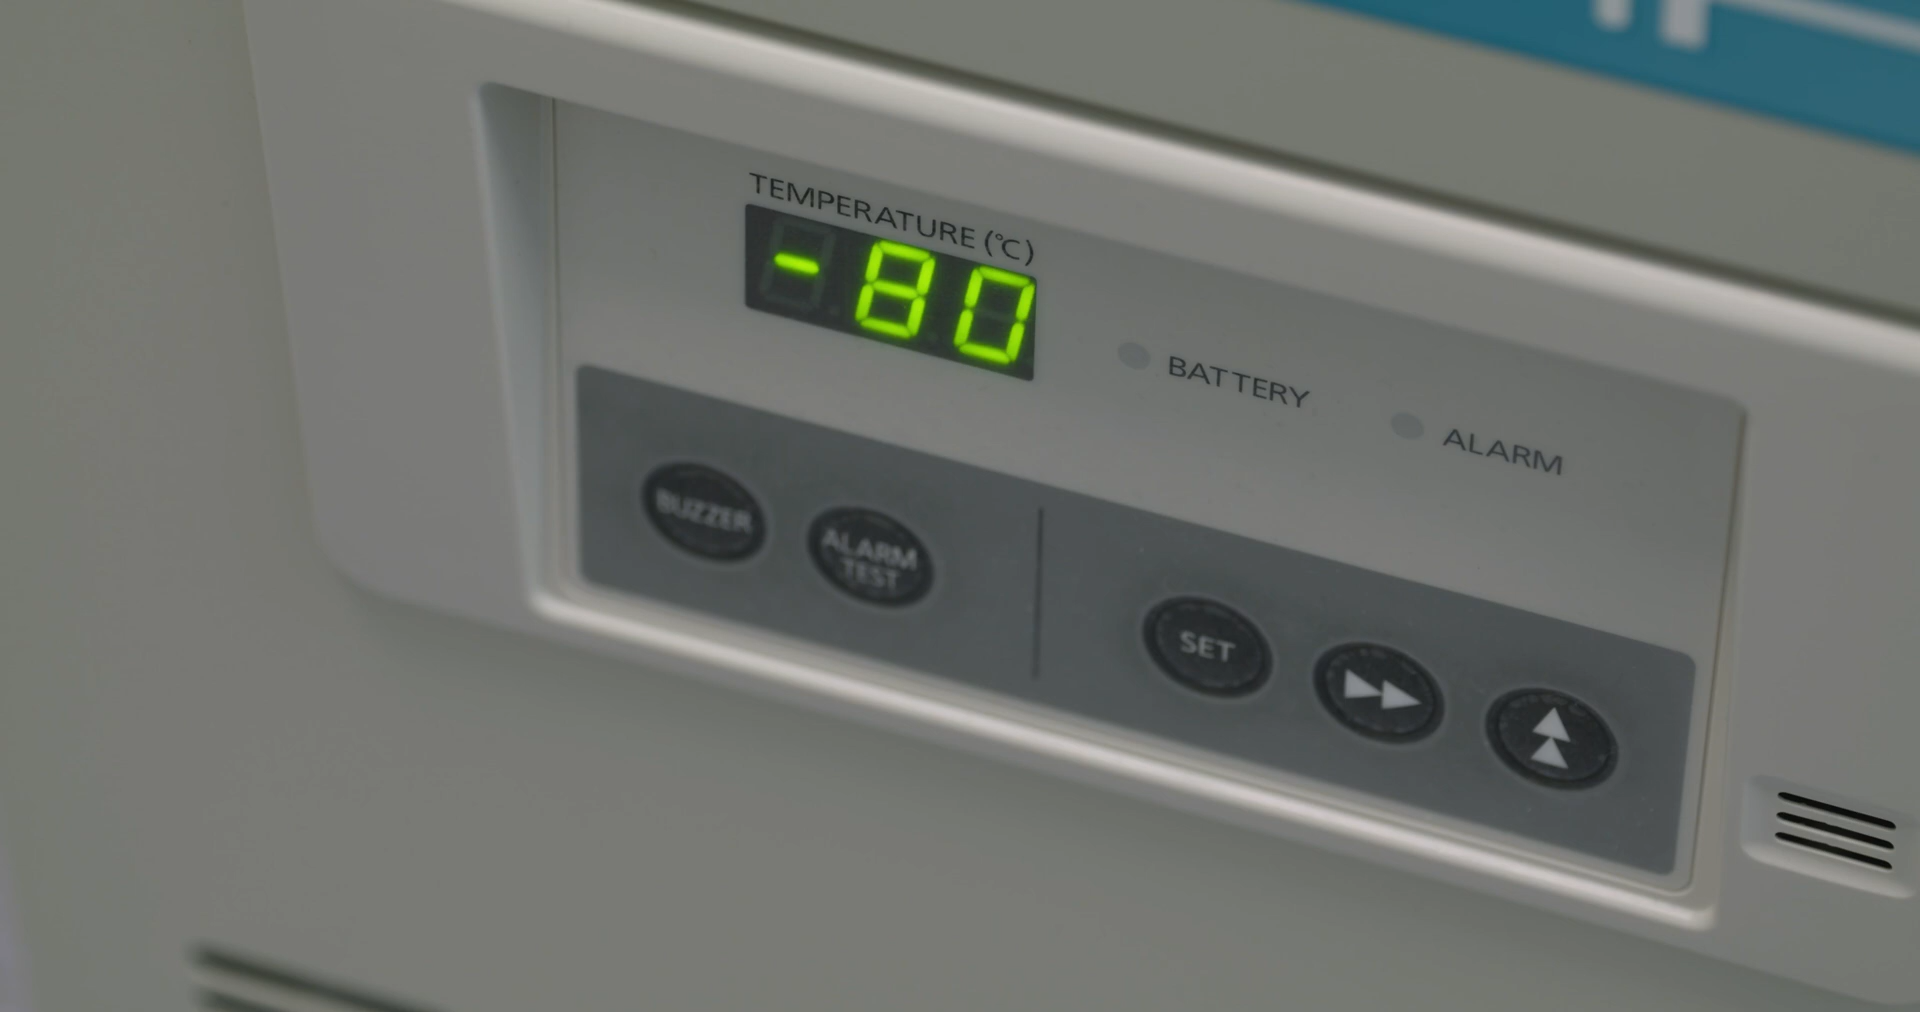 TEMPERATURE (°C)
-80
BATTERY
ALARM
BUZZER
ALARM
TEST
SET